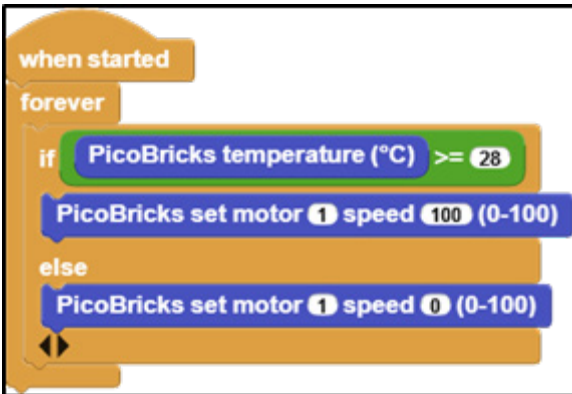 when started
forever
if PicoBricks temperature (°C) >= 28
PicoBricks set motor 1 speed 100 (0-100)
else
PicoBricks set motor 1 speed 0 (0-100)